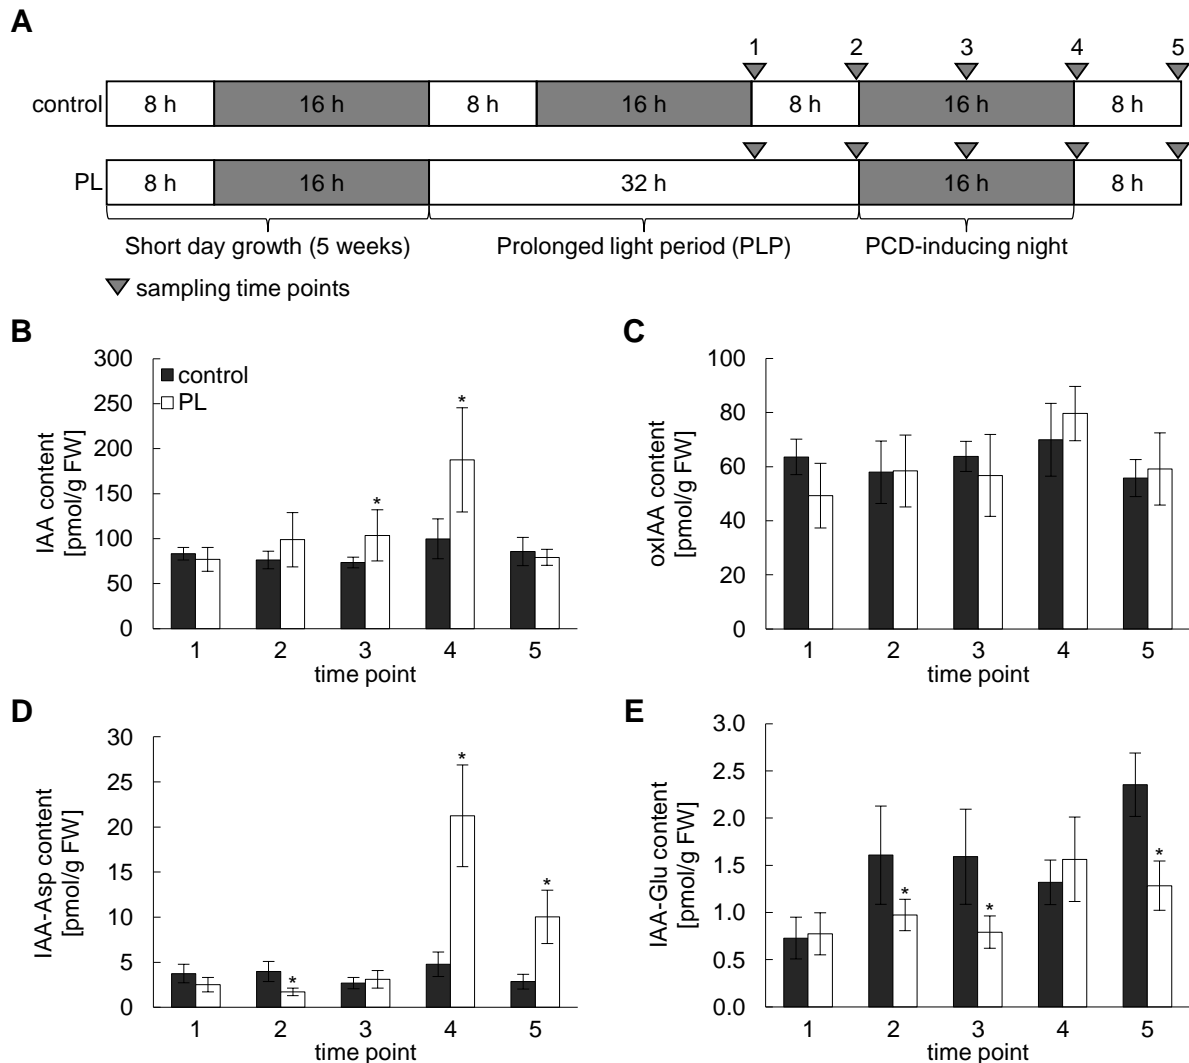 A
1 2 3 4 5
control 8 h 16 h 8 h 16 h 8 h 16 h 8 h
PL 8 h 16 h 32 h 16 h 8 h
Short day growth (5 weeks) Prolonged light period (PLP) PCD-inducing night
sampling time points
B
IAA content
[pmol/g FW]
300
250
200
150
100
50
0
control
PL
* *
1 2 3 4 5
time point
C
oxIAA content
[pmol/g FW]
100
80
60
40
20
0
1 2 3 4 5
time point
D
IAA-Asp content
[pmol/g FW]
30
25
20
15
10
5
0
* * *
1 2 3 4 5
time point
E
IAA-Glu content
[pmol/g FW]
3.0
2.5
2.0
1.5
1.0
0.5
0.0
* * *
1 2 3 4 5
time point